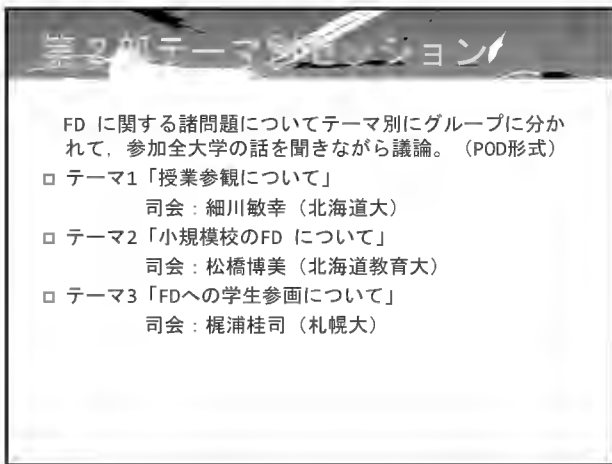 第2部テーマ別セッション
FD に関する諸問題についてテーマ別にグループに分か
れて，参加全大学の話を聞きながら議論。（POD形式）
□ テーマ1「授業参観について」
司会：細川敏幸（北海道大）
□ テーマ2「小規模校のFD について」
司会：松橋博美（北海道教育大）
□ テーマ3「FDへの学生参画について」
司会：梶浦桂司（札幌大）